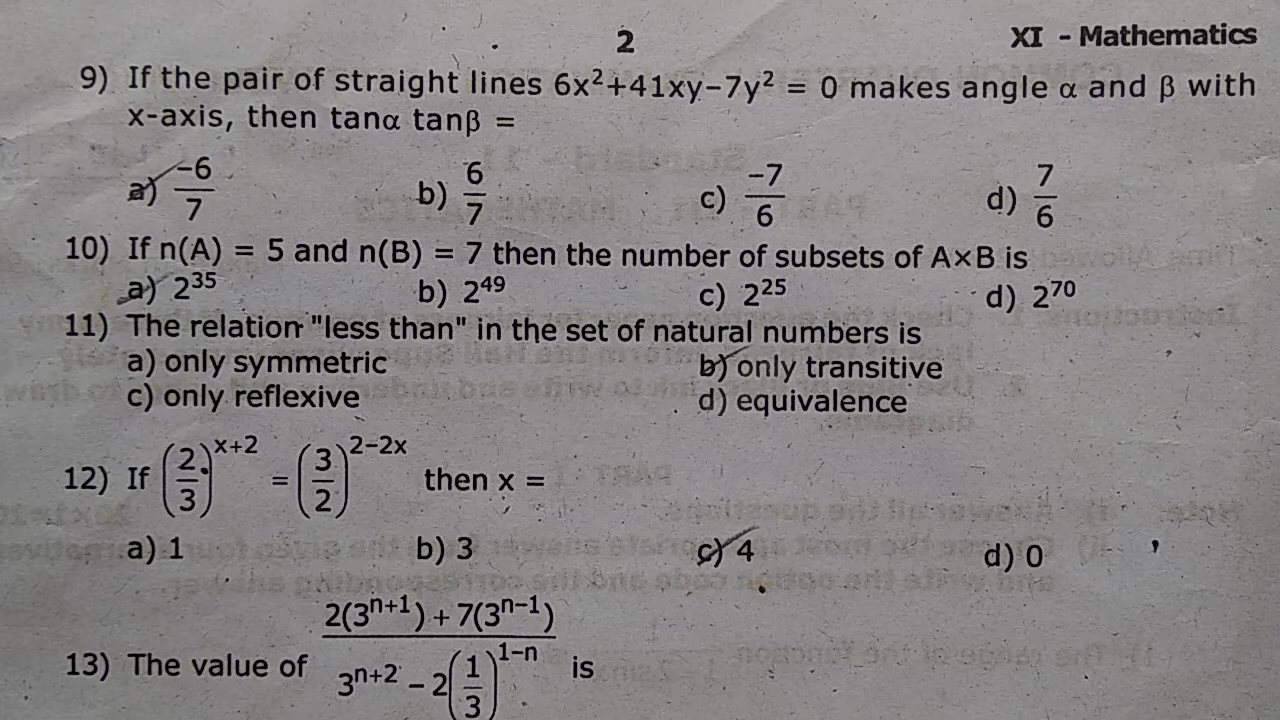 2
XI - Mathematics
9) If the pair of straight lines 6x²+41xy-7y² = 0 makes angle α and β with
x-axis, then tanα tanβ =
a) -6/7 b) 6/7 c) -7/6 d) 7/6
10) If n(A) = 5 and n(B) = 7 then the number of subsets of A×B is
a) 2³⁵ b) 2⁴⁹ c) 2²⁵ d) 2⁷⁰
11) The relation "less than" in the set of natural numbers is
a) only symmetric b) only transitive
c) only reflexive d) equivalence
12) If (2/3)^(x+2) = (3/2)^(2-2x) then x =
a) 1 b) 3 c) 4 d) 0
13) The value of (2(3^(n+1)) + 7(3^(n-1))) / (3^(n+2) - 2(1/3)^(1-n)) is